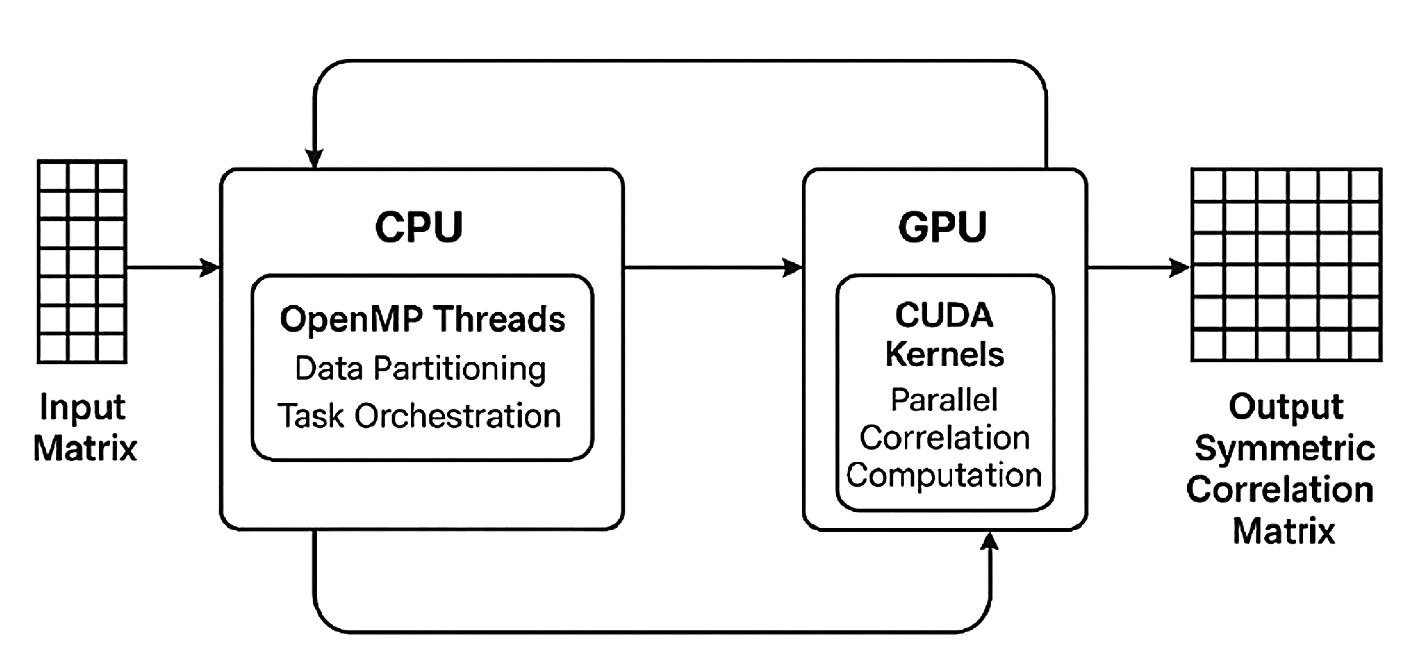 Input
Matrix
CPU
OpenMP Threads
Data Partitioning
Task Orchestration
GPU
CUDA
Kernels
Parallel
Correlation
Computation
Output
Symmetric
Correlation
Matrix